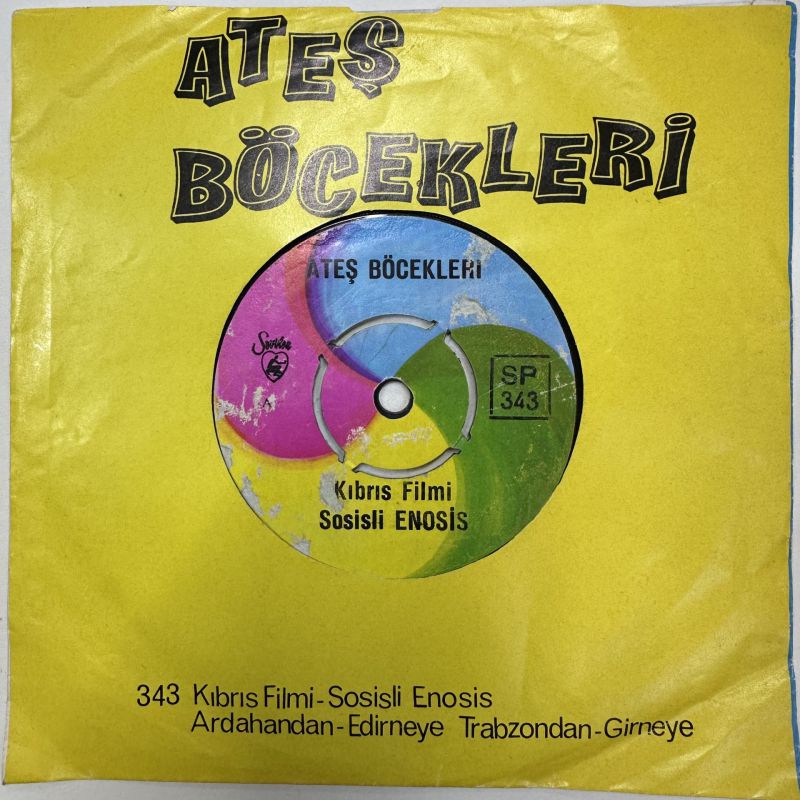 ATEŞ
BÖCEKLERİ
ATEŞ BÖCEKLERİ
Sevilen
A
SP
343
Kıbrıs Filmi
Sosisli ENOSİS
343 Kıbrıs Filmi - Sosisli Enosis
Ardahandan - Edirneye Trabzondan - Girneye